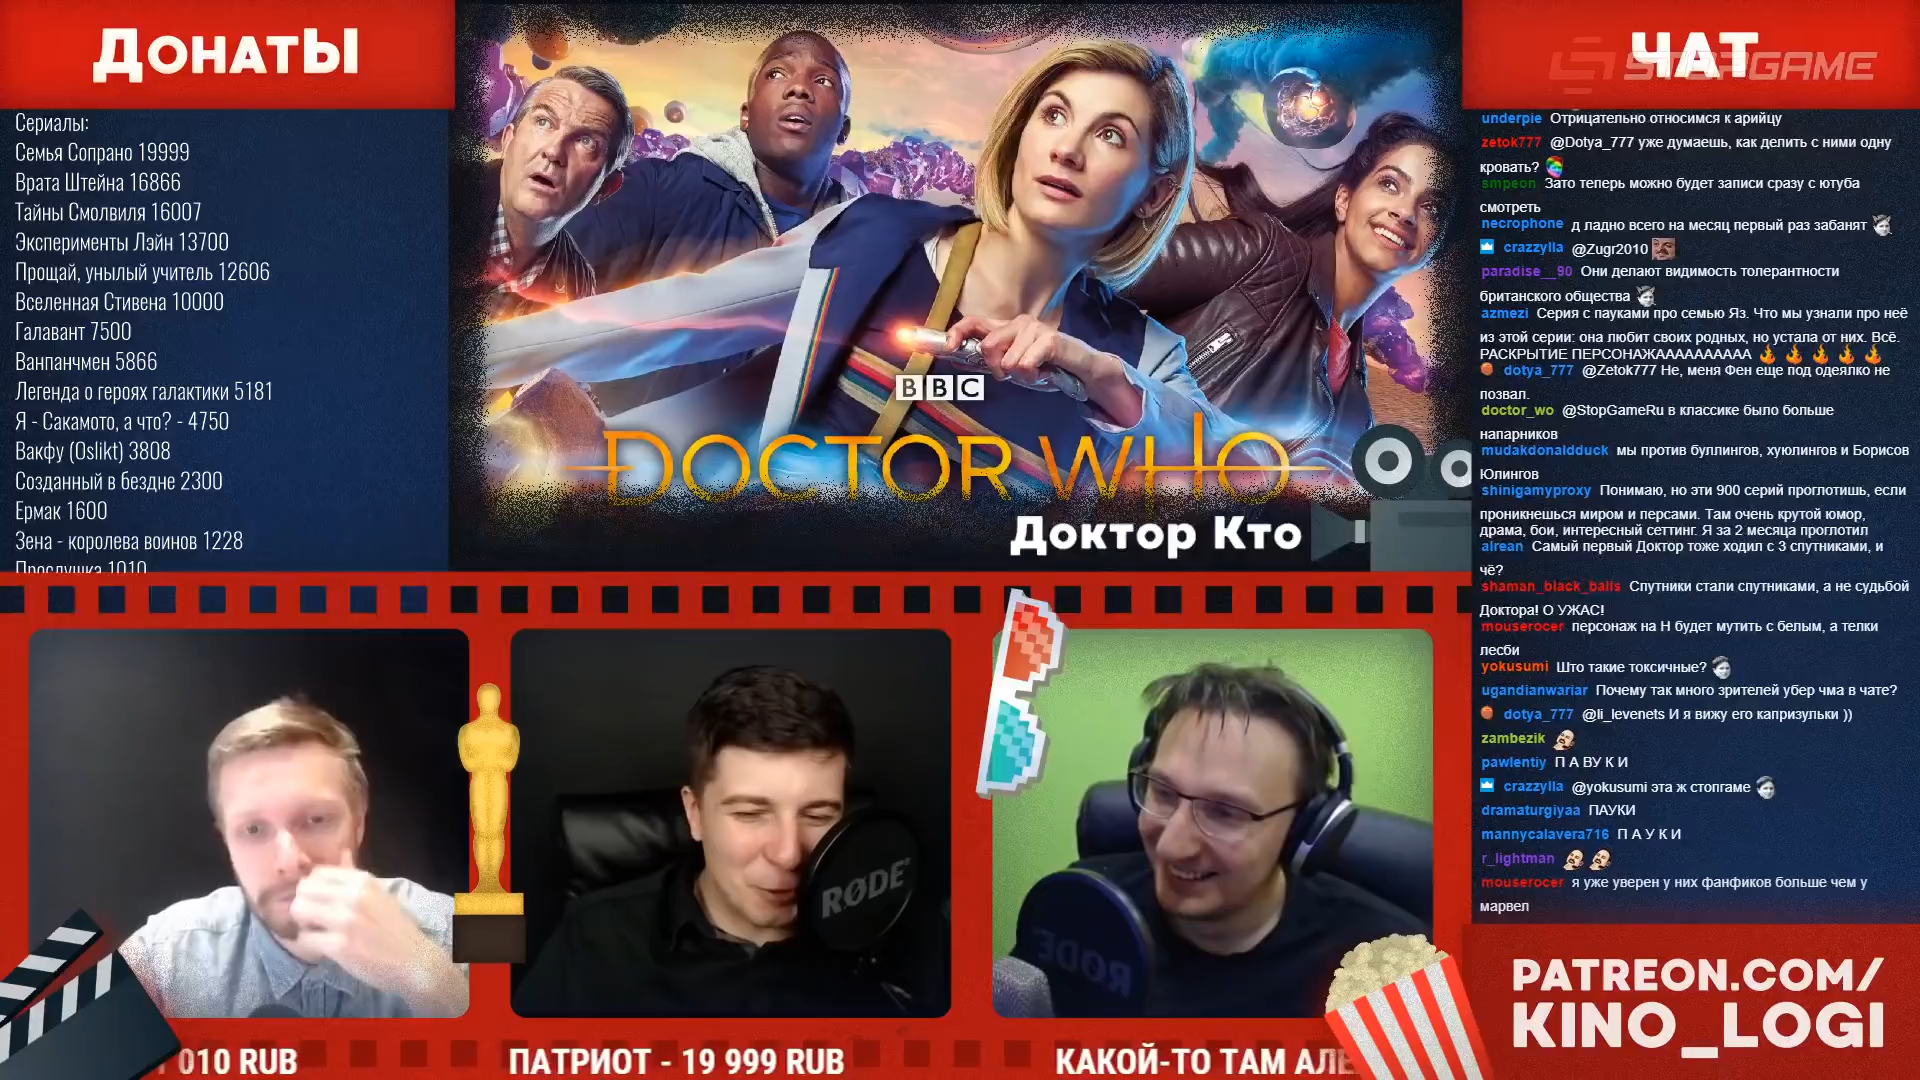 ДОНАТЫ
Сериалы:
Семья Сопрано 19999
Врата Штейна 16866
Тайны Смолвиля 16007
Эксперименты Лэйн 13700
Прощай, унылый учитель 12606
Вселенная Стивена 10000
Галавант 7500
Ванпанчмен 5866
Легенда о героях галактики 5181
Я - Сакамото, а что? - 4750
Вакфу (Oslikt) 3808
Созданный в бездне 2300
Ермак 1600
Зена - королева воинов 1228
Прослушка 1010
BBC
DOCTOR WHO
Доктор Кто
ЧАТ
STOPGAME
underpie Отрицательно относимся к арийцу
zetok777 @Dotya_777 уже думаешь, как делить с ними одну
кровать?
smpeon Зато теперь можно будет записи сразу с ютуба
смотреть
necrophone д ладно всего на месяц первый раз забанят
crazzylla @Zugr2010
paradise__90 Они делают видимость толерантности
британского общества
azmezi Серия с пауками про семью Яз. Что мы узнали про неё
из этой серии: она любит своих родных, но устала от них. Всё.
РАСКРЫТИЕ ПЕРСОНАЖАААААААААА
dotya_777 @Zetok777 Не, меня Фен еще под одеялко не
позвал.
doctor_wo @StopGameRu в классике было больше
напарников
mudakdonaldduck мы против буллингов, хуюлингов и Борисов
Юлингов
shinigamyproxy Понимаю, но эти 900 серий проглотишь, если
проникнешься миром и персами. Там очень крутой юмор,
драма, бои, интересный сеттинг. Я за 2 месяца проглотил
airean Самый первый Доктор тоже ходил с 3 спутниками, и
чё?
shaman_black_balls Спутники стали спутниками, а не судьбой
Доктора! О УЖАС!
mouserocer персонаж на Н будет мутить с белым, а телки
лесби
yokusumi Што такие токсичные?
ugandianwariar Почему так много зрителей убер чма в чате?
dotya_777 @li_levenets И я вижу его капризульки ))
zambezik
pawlentiy П А ВУ К И
crazzylla @yokusumi эта ж стопгаме
dramaturgiyaa ПАУКИ
mannycalavera716 П А У К И
r_lightman
mouserocer я уже уверен у них фанфиков больше чем у
марвел
RØDE
RØDE
PATREON.COM/
KINO_LOGI
010 RUB
ПАТРИОТ - 19 999 RUB
КАКОЙ-ТО ТАМ АЛЕ